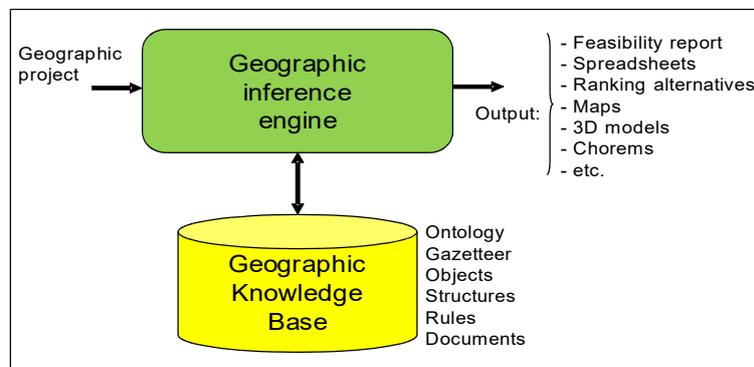 Geographic
project
Geographic
inference
engine
Output:
- Feasibility report
- Spreadsheets
- Ranking alternatives
- Maps
- 3D models
- Chorems
- etc.
Geographic
Knowledge
Base
Ontology
Gazetteer
Objects
Structures
Rules
Documents